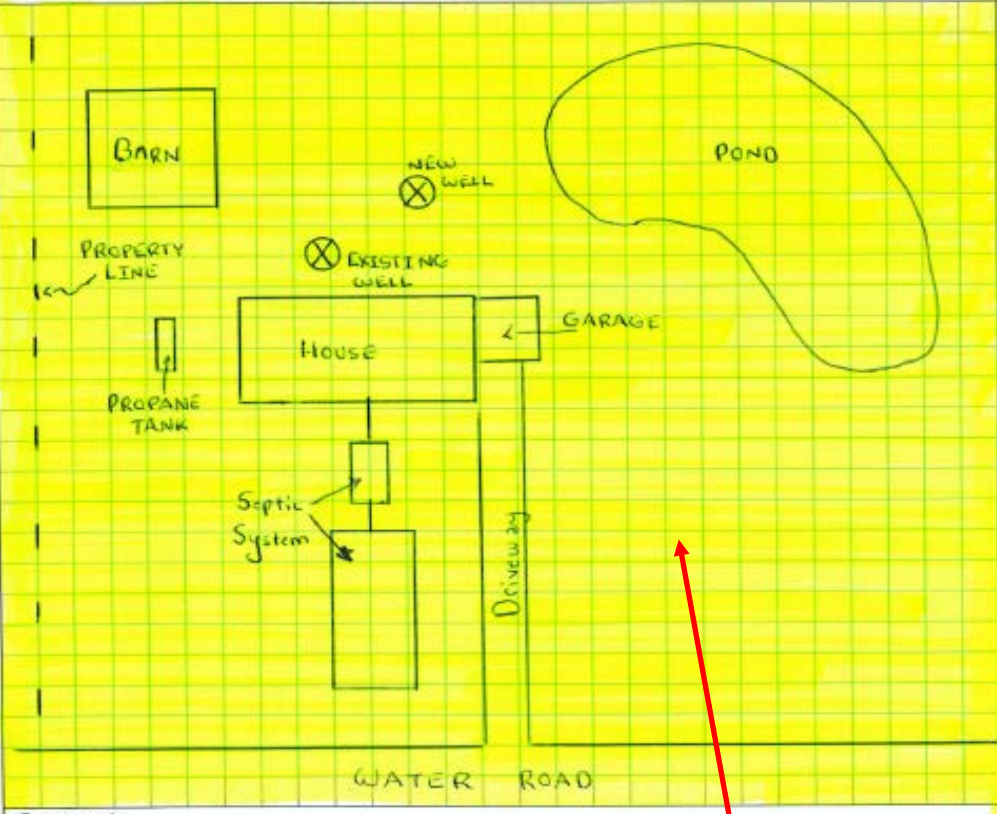 BARN
POND
NEW
WELL
PROPERTY
LINE
EXISTING
WELL
GARAGE
HOUSE
PROPANE
TANK
Septic
System
Driveway
WATER ROAD